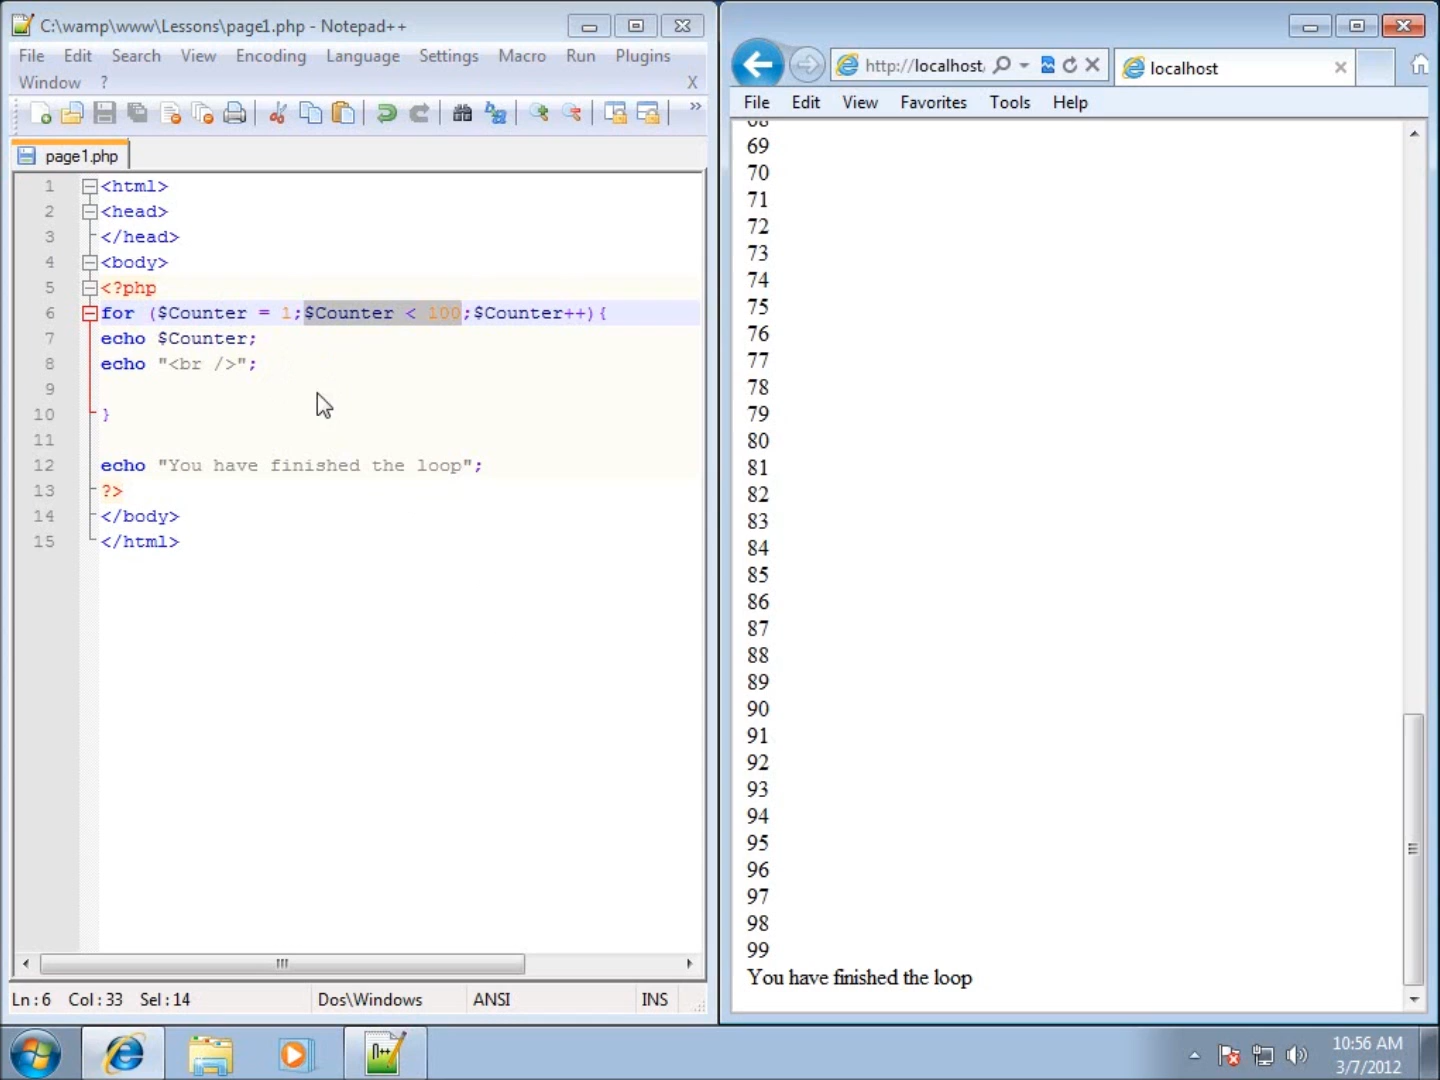 C:\wamp\www\Lessons\page1.php - Notepad++
File Edit Search View Encoding Language Settings Macro Run Plugins
Window ? X
page1.php
1 <html>
2 <head>
3 </head>
4 <body>
5 <?php
6 for ($Counter = 1;$Counter < 100;$Counter++){
7 echo $Counter;
8 echo "<br />";
9
10 }
11
12 echo "You have finished the loop";
13 ?>
14 </body>
15 </html>
Ln : 6 Col : 33 Sel : 14 Dos\Windows ANSI INS
http://localhost
localhost
File Edit View Favorites Tools Help
68
69
70
71
72
73
74
75
76
77
78
79
80
81
82
83
84
85
86
87
88
89
90
91
92
93
94
95
96
97
98
99
You have finished the loop
10:56 AM
3/7/2012